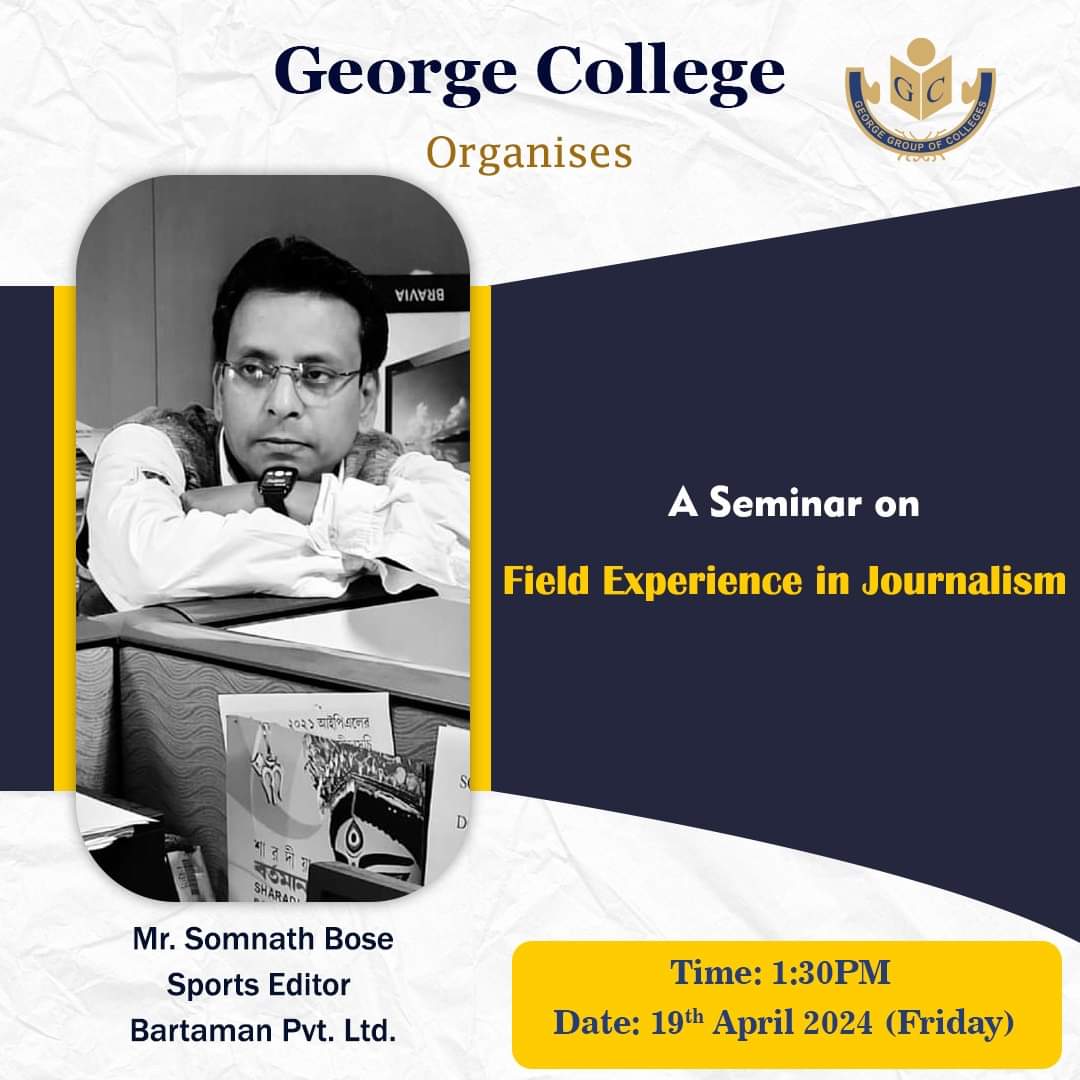 George College
Organises
G C
GEORGE GROUP OF COLLEGES
BRAVIA
A Seminar on
Field Experience in Journalism
২০২১ আইপিএলের
শারদীয়
বর্তমান
SHARAD
Mr. Somnath Bose
Sports Editor
Bartaman Pvt. Ltd.
Time: 1:30PM
Date: 19th April 2024 (Friday)